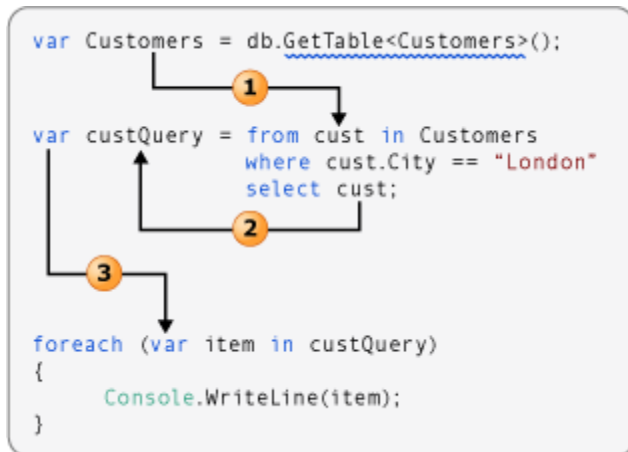 var Customers = db.GetTable<Customers>();
1
var custQuery = from cust in Customers
where cust.City == “London”
select cust;
2
3
foreach (var item in custQuery)
{
Console.WriteLine(item);
}